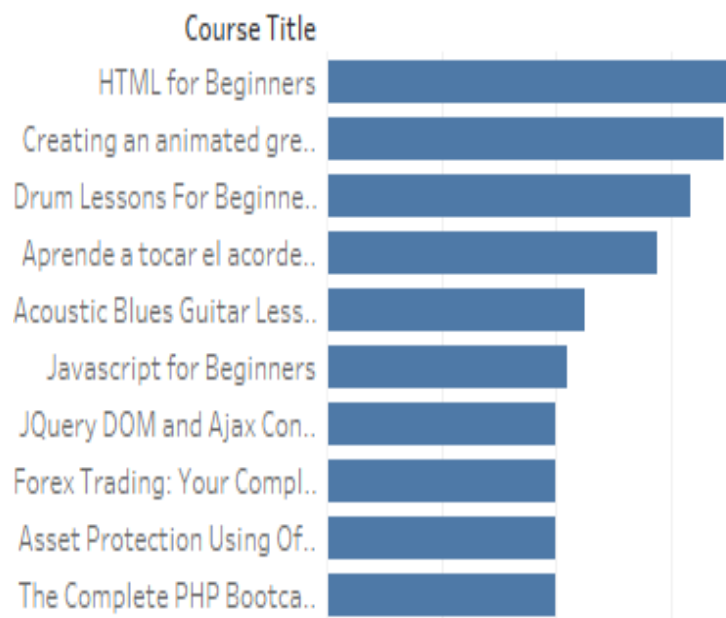 Course Title
HTML for Beginners
Creating an animated gre..
Drum Lessons For Beginne..
Aprende a tocar el acorde..
Acoustic Blues Guitar Less..
Javascript for Beginners
JQuery DOM and Ajax Con..
Forex Trading: Your Compl..
Asset Protection Using Of..
The Complete PHP Bootca..